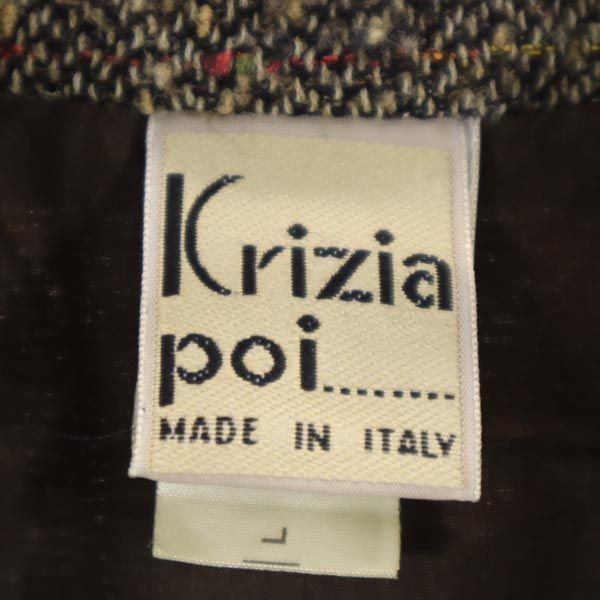 Krizia
poi........
MADE IN ITALY
L